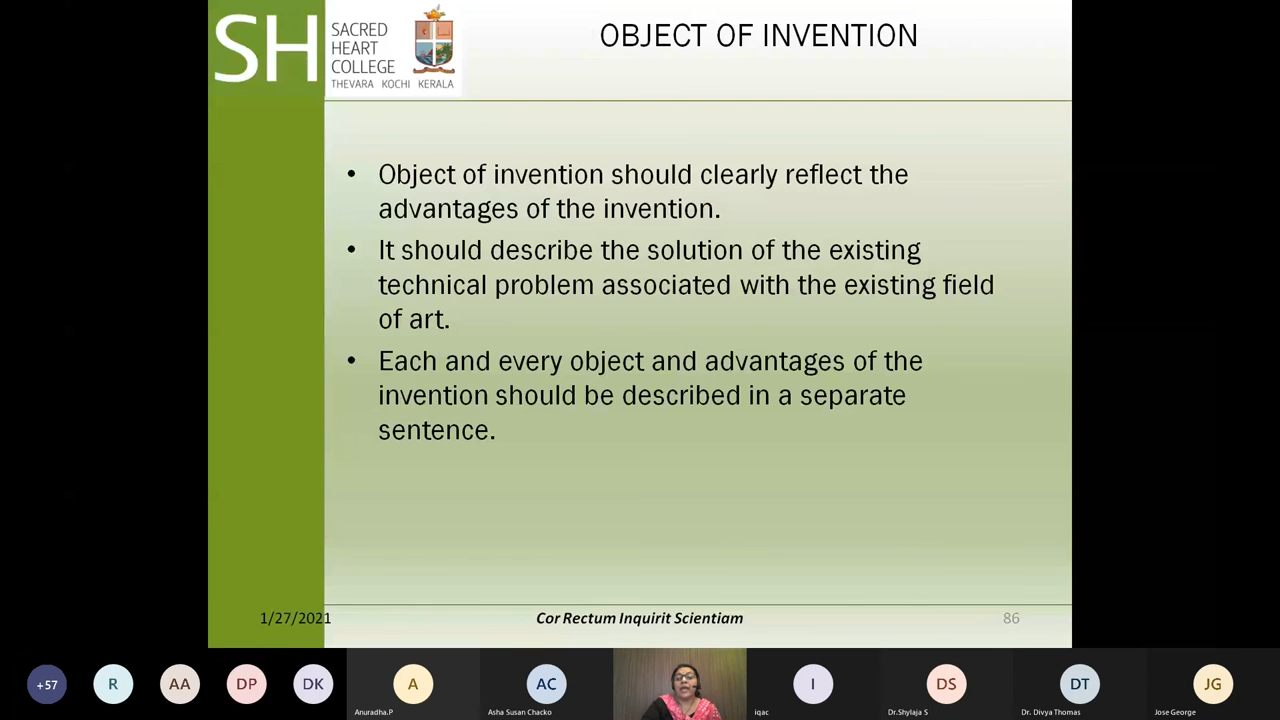 SH
SACRED
HEART
COLLEGE
THEVARA KOCHI KERALA
OBJECT OF INVENTION
• Object of invention should clearly reflect the
advantages of the invention.
• It should describe the solution of the existing
technical problem associated with the existing field
of art.
• Each and every object and advantages of the
invention should be described in a separate
sentence.
1/27/2021
Cor Rectum Inquirit Scientiam
86
+57
R
AA
DP
DK
A
AC
I
DS
DT
JG
Anuradha.P
Asha Susan Chacko
iqac
Dr.Shylaja S
Dr. Divya Thomas
Jose George